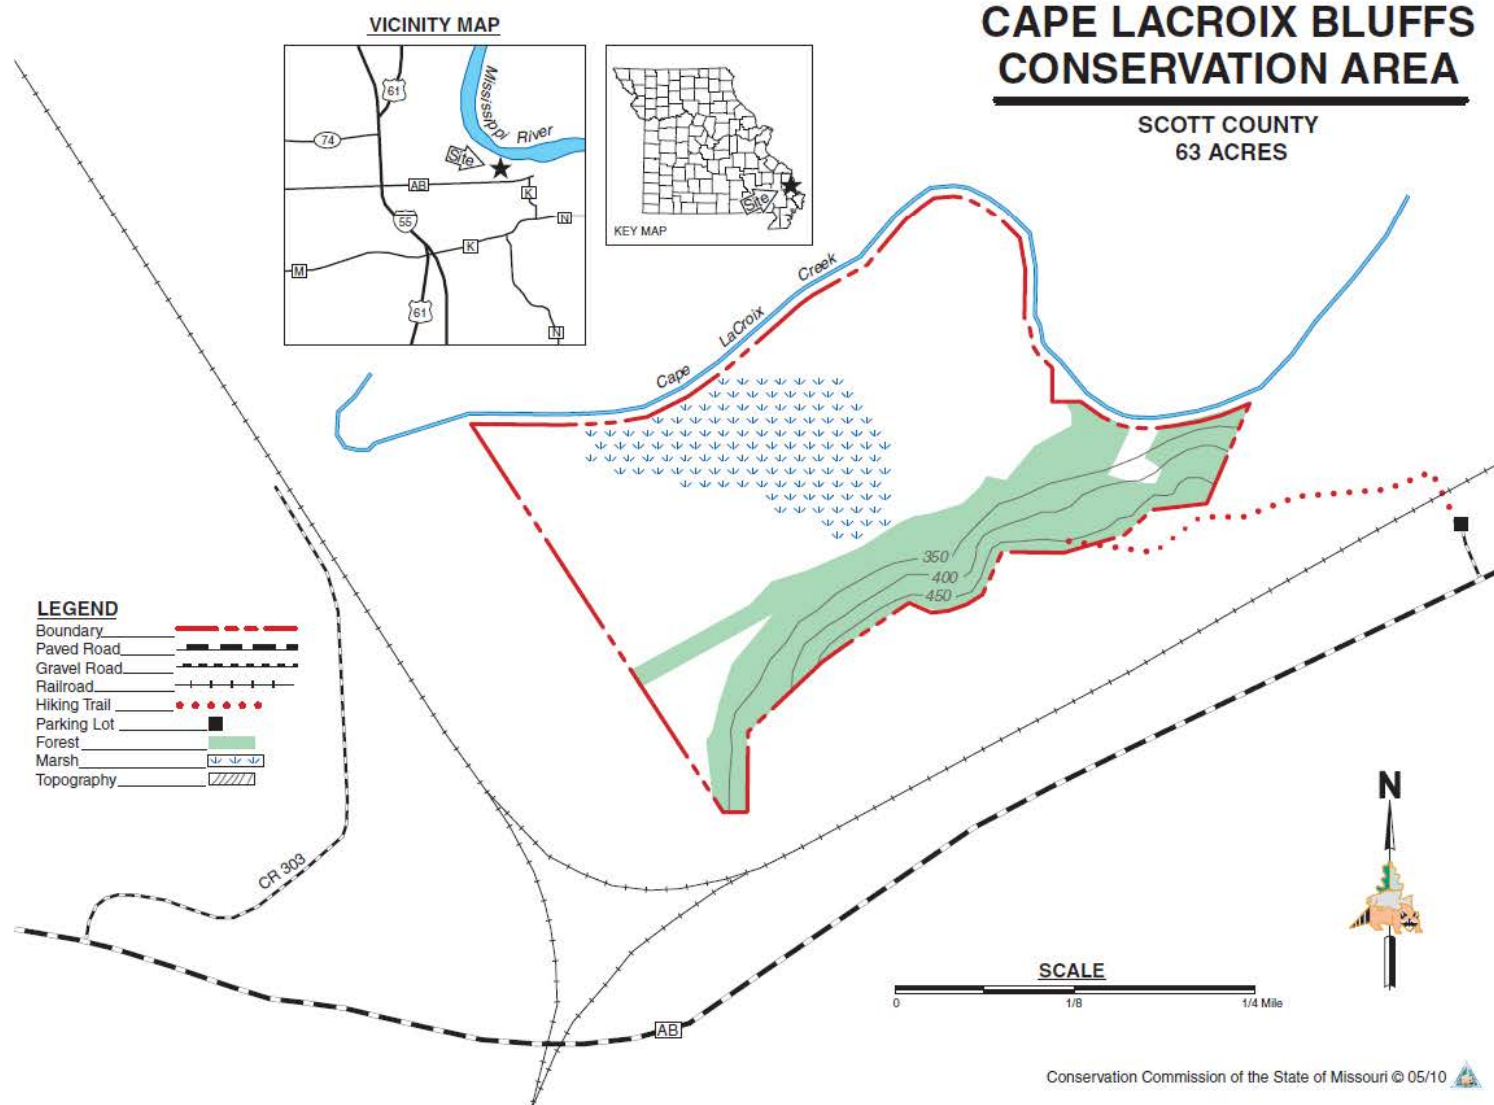 CAPE LACROIX BLUFFS
CONSERVATION AREA
SCOTT COUNTY
63 ACRES
VICINITY MAP
61
74
Mississippi River
Site
AB
K
N
55
K
M
61
N
Site
KEY MAP
Cape LaCroix Creek
350
400
450
LEGEND
Boundary
Paved Road
Gravel Road
Railroad
Hiking Trail
Parking Lot
Forest
Marsh
Topography
CR 303
AB
N
SCALE
0 1/8 1/4 Mile
Conservation Commission of the State of Missouri © 05/10